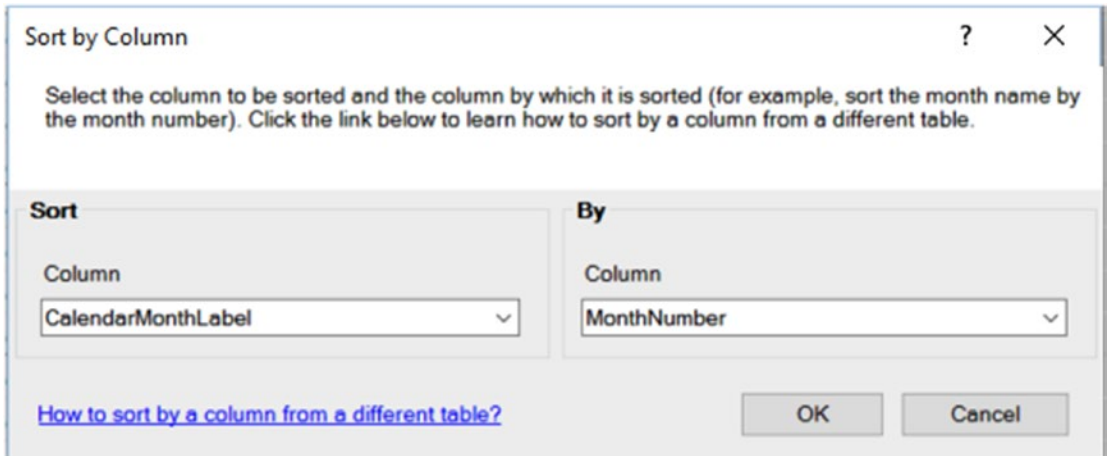 Sort by Column
?
Select the column to be sorted and the column by which it is sorted (for example, sort the month name by
the month number). Click the link below to learn how to sort by a column from a different table.
Sort
By
Column
Column
CalendarMonthLabel
MonthNumber
How to sort by a column from a different table?
OK
Cancel